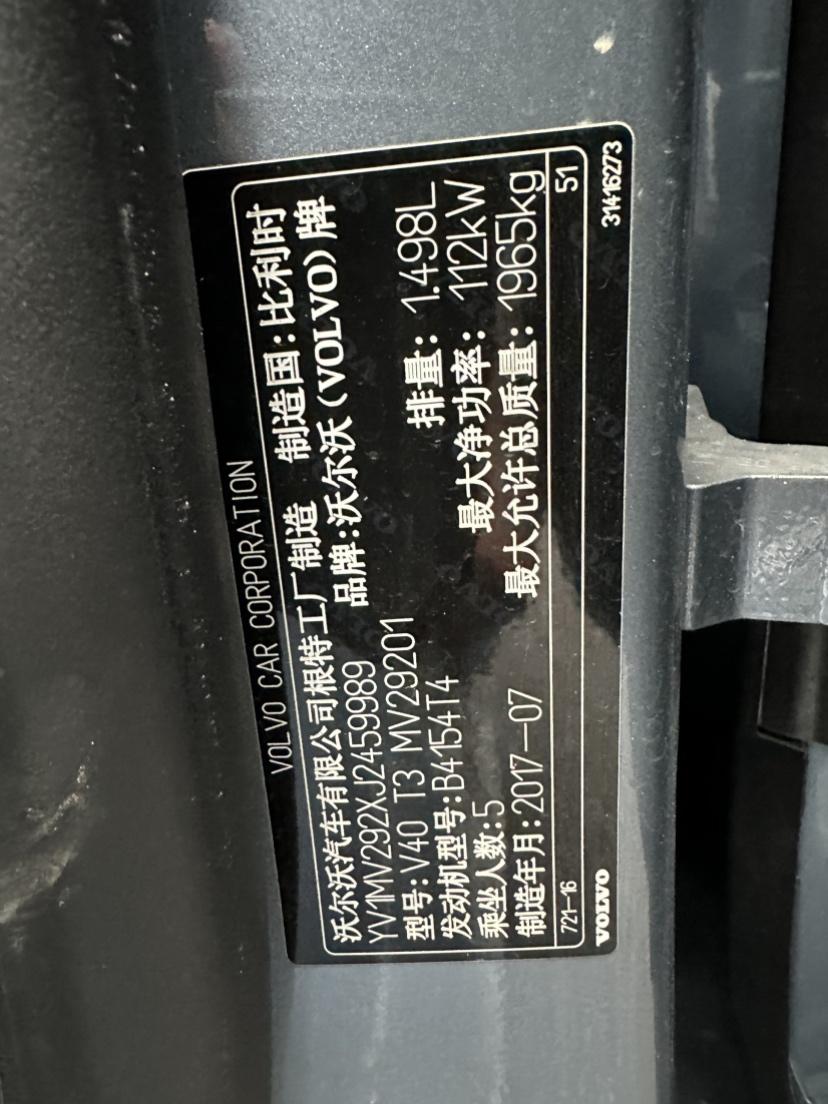 VOLVO CAR CORPORATION
沃尔沃汽车有限公司根特工厂制造 制造国:比利时
YV1MV292XJ2459989 品牌:沃尔沃(VOLVO)牌
型号:V40 T3 MV29201 排量: 1.498L
发动机型号:B4154T4 最大净功率: 112kW
乘坐人数:5 最大允许总质量: 1965kg
制造年月:2017-07
721-16 51
VOLVO 31416273